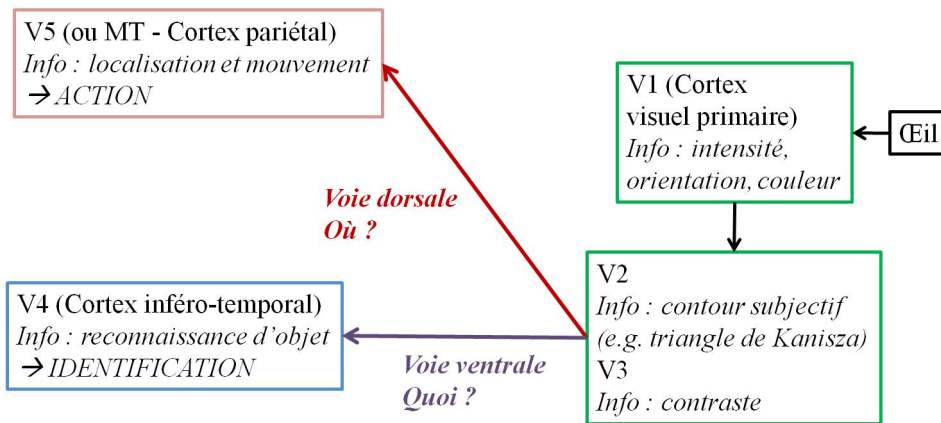 V5 (ou MT - Cortex pariétal)
Info : localisation et mouvement
→ ACTION
V1 (Cortex
visuel primaire)
Info : intensité,
orientation, couleur
Œil
Voie dorsale
Où ?
V4 (Cortex inféro-temporal)
Info : reconnaissance d’objet
→ IDENTIFICATION
Voie ventrale
Quoi ?
V2
Info : contour subjectif
(e.g. triangle de Kanisza)
V3
Info : contraste